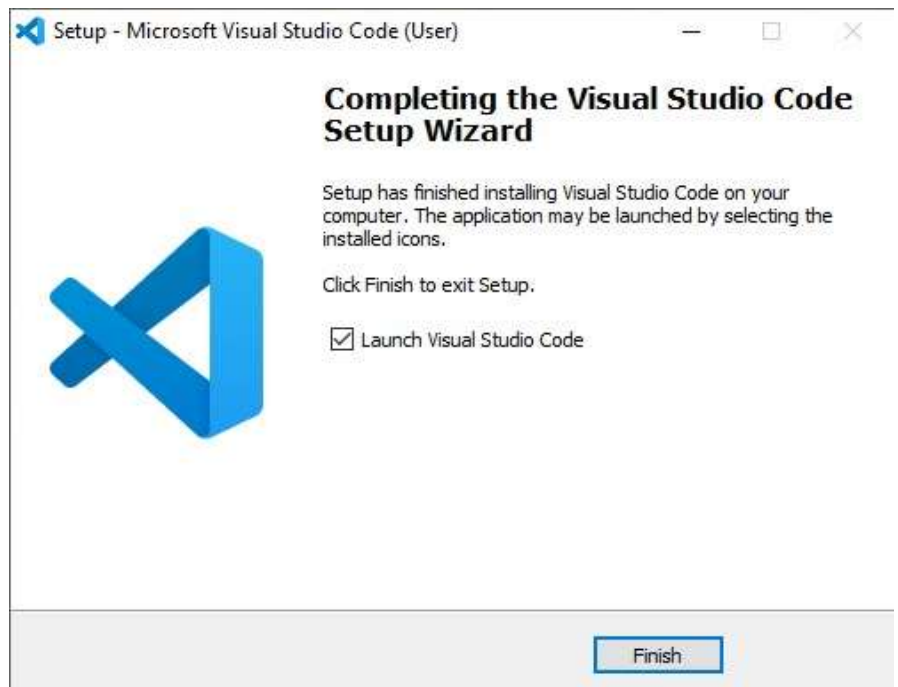 Setup - Microsoft Visual Studio Code (User)
Completing the Visual Studio Code
Setup Wizard
Setup has finished installing Visual Studio Code on your
computer. The application may be launched by selecting the
installed icons.
Click Finish to exit Setup.
Launch Visual Studio Code
Finish